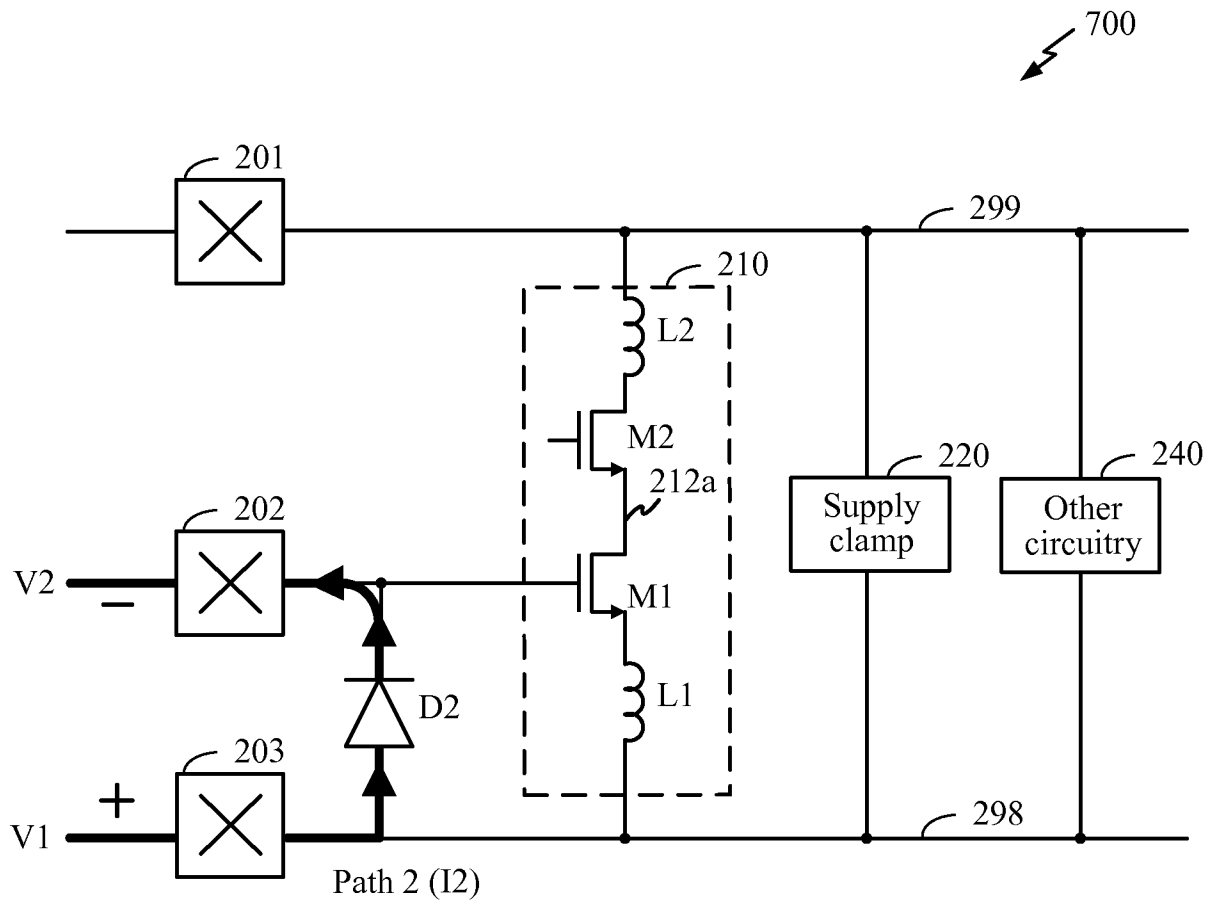 700
201
299
210
L2
M2
212a
220
Supply
clamp
240
Other
circuitry
202
V2
−
M1
L1
D2
203
+
V1
298
Path 2 (I2)